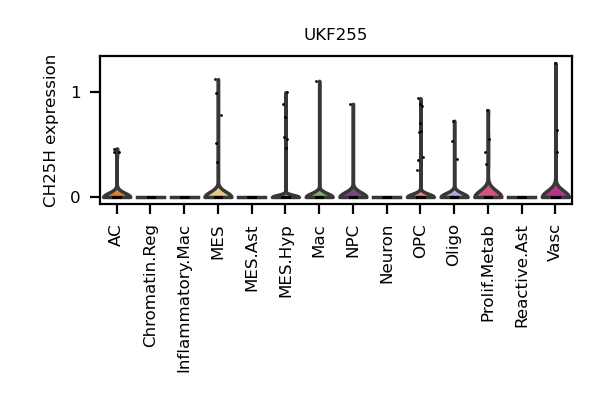 UKF255
CH25H expression
1
0
AC
Chromatin.Reg
Inflammatory.Mac
MES
MES.Ast
MES.Hyp
Mac
NPC
Neuron
OPC
Oligo
Prolif.Metab
Reactive.Ast
Vasc